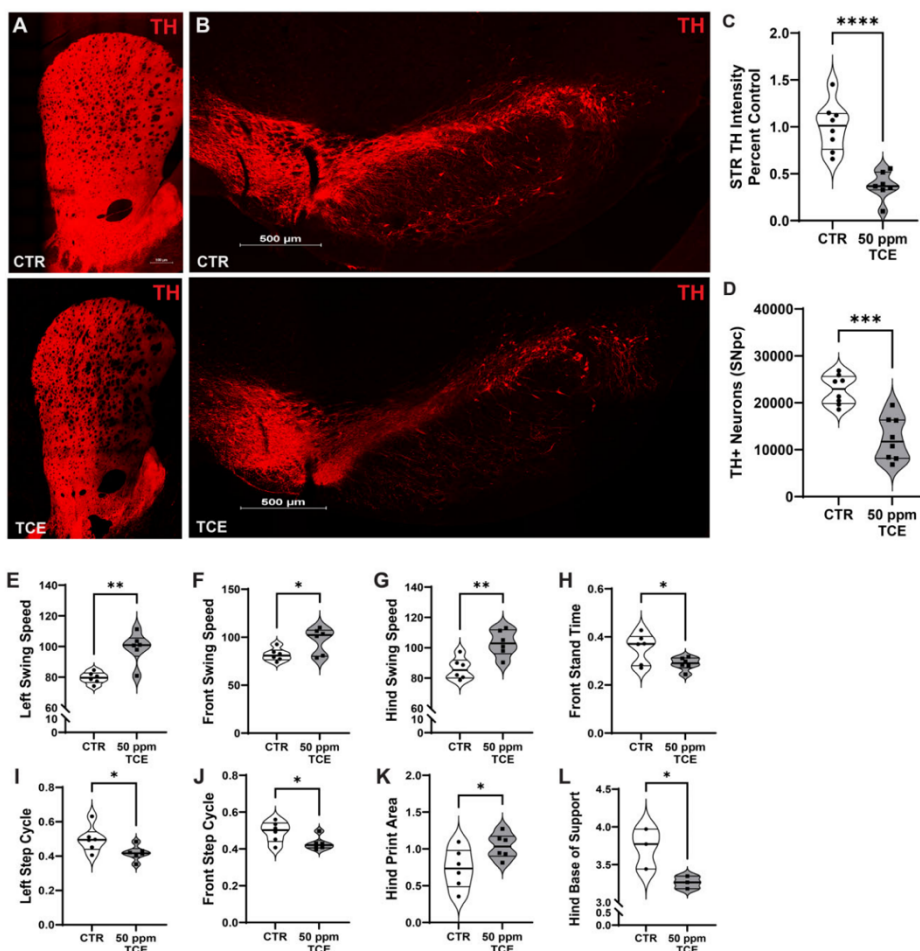 A
TH
CTR
B
TH
500 µm
CTR
TH
TCE
TH
500 µm
C
****
STR TH Intensity
Percent Control
2.0
1.5
1.0
0.5
0.0
CTR
50 ppm
TCE
D
***
TH+ Neurons (SNpc)
40000
30000
20000
10000
0
CTR
50 ppm
TCE
E
**
Left Swing Speed
140
120
100
80
60
10
0
CTR
50 ppm
TCE
F
*
Front Swing Speed
150
100
50
0
CTR
50 ppm
TCE
G
**
Hind Swing Speed
140
120
100
80
60
10
0
CTR
50 ppm
TCE
H
*
Front Stand Time
0.6
0.4
0.2
0.0
CTR
50 ppm
TCE
I
*
Left Step Cycle
0.8
0.6
0.4
0.2
0.0
CTR
50 ppm
TCE
J
*
Front Step Cycle
0.8
0.6
0.4
0.2
0.0
CTR
50 ppm
TCE
K
*
Hind Print Area
2.0
1.5
1.0
0.5
0.0
CTR
50 ppm
TCE
L
*
Hind Base of Support
4.5
4.0
3.5
3.0
0.5
0.0
CTR
50 ppm
TCE